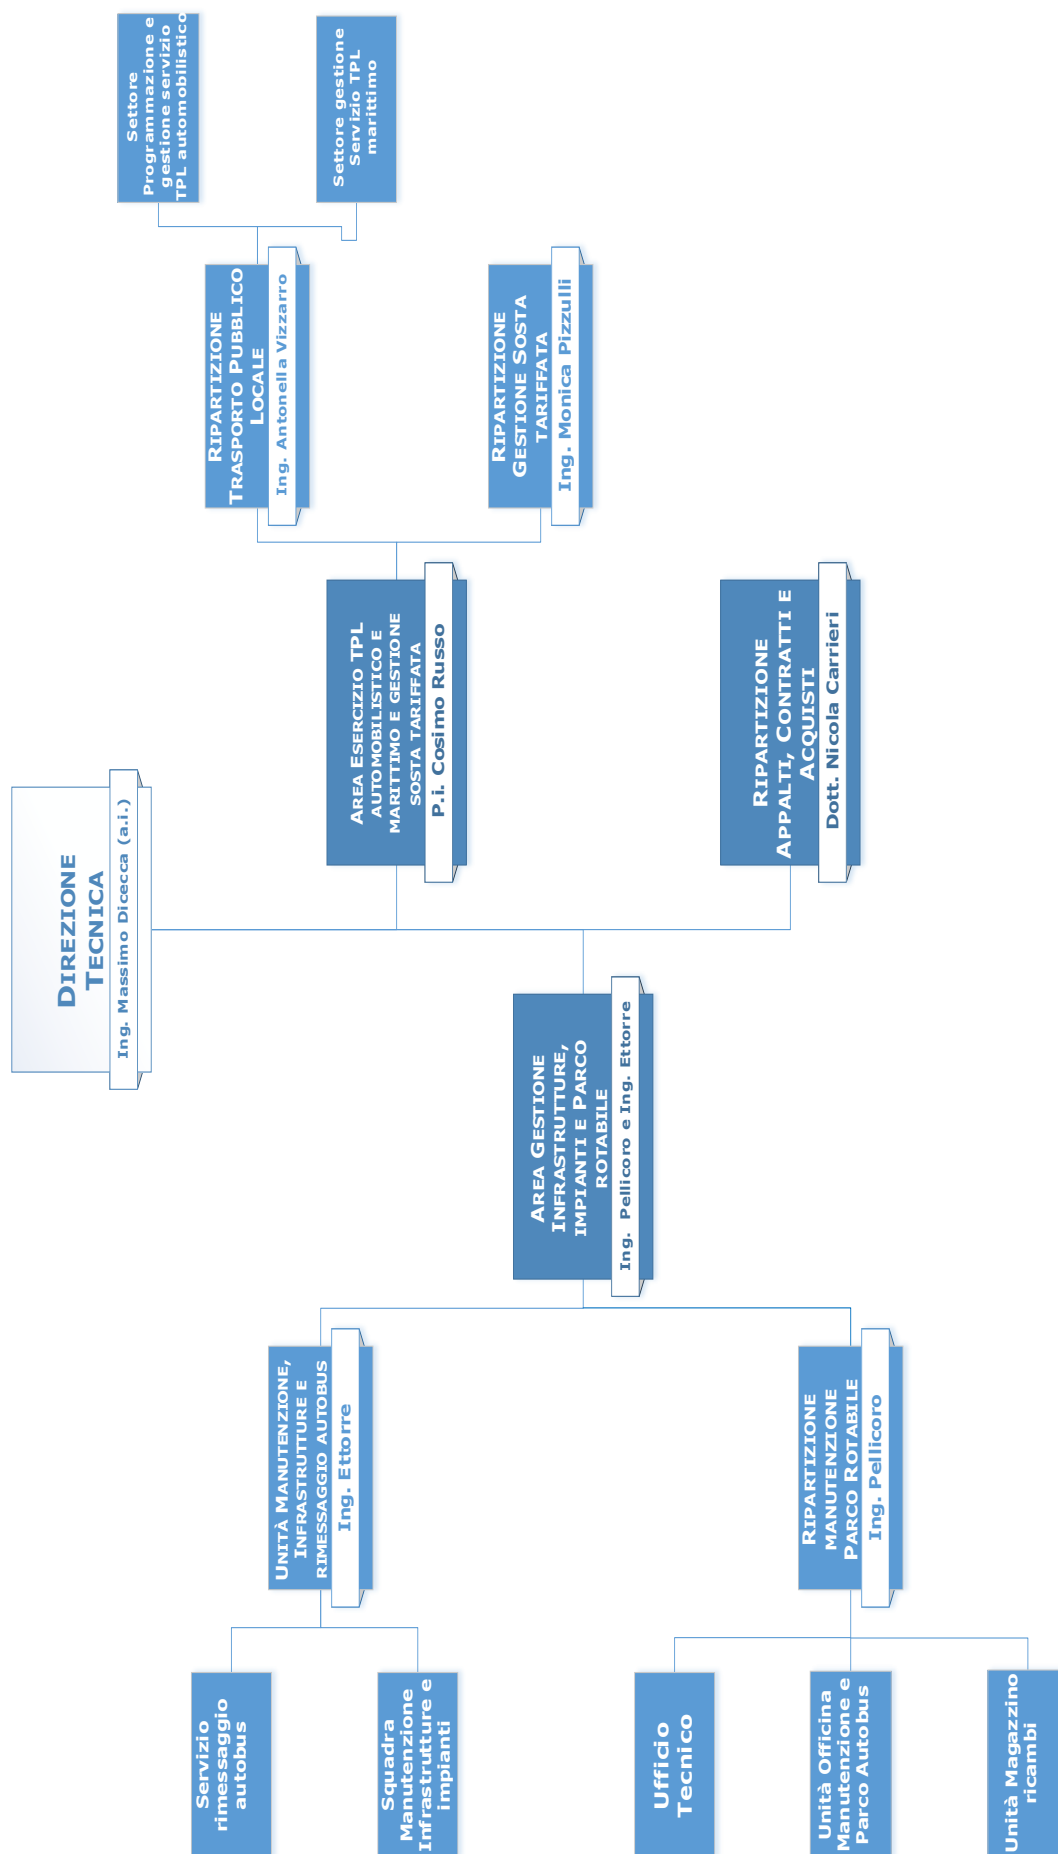 DIREZIONE
TECNICA
Ing. Massimo Dicecca (a.i.)
AREA ESERCIZIO TPL
AUTOMOBILISTICO E
MARITTIMO E GESTIONE
SOSTA TARIFFATA
P.i. Cosimo Russo
RIPARTIZIONE
APPALTI, CONTRATTI E
ACQUISTI
Dott. Nicola Carrieri
AREA GESTIONE
INFRASTRUTTURE,
IMPIANTI E PARCO
ROTABILE
Ing. Pellicoro e Ing. Ettorre
RIPARTIZIONE
TRASPORTO PUBBLICO
LOCALE
Ing. Antonella Vizzarro
RIPARTIZIONE
GESTIONE SOSTA
TARIFFATA
Ing. Monica Pizzulli
Settore
Programmazione e
gestione servizio
TPL automobilistico
Settore gestione
Servizio TPL
marittimo
UNITÀ MANUTENZIONE,
INFRASTRUTTURE E
RIMESSAGGIO AUTOBUS
Ing. Ettorre
RIPARTIZIONE
MANUTENZIONE
PARCO ROTABILE
Ing. Pellicoro
Servizio
rimessaggio
autobus
Squadra
Manutenzione
Infrastrutture e
impianti
Ufficio
Tecnico
Unità Officina
Manutenzione e
Parco Autobus
Unità Magazzino
ricambi